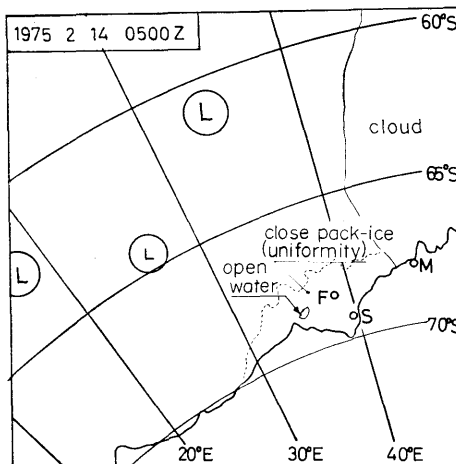 1975 2 14 0500Z
60°S
L
cloud
65°S
L
L
close pack-ice
(uniformity)
open
water
F
M
S
70°S
20°E
30°E
40°E